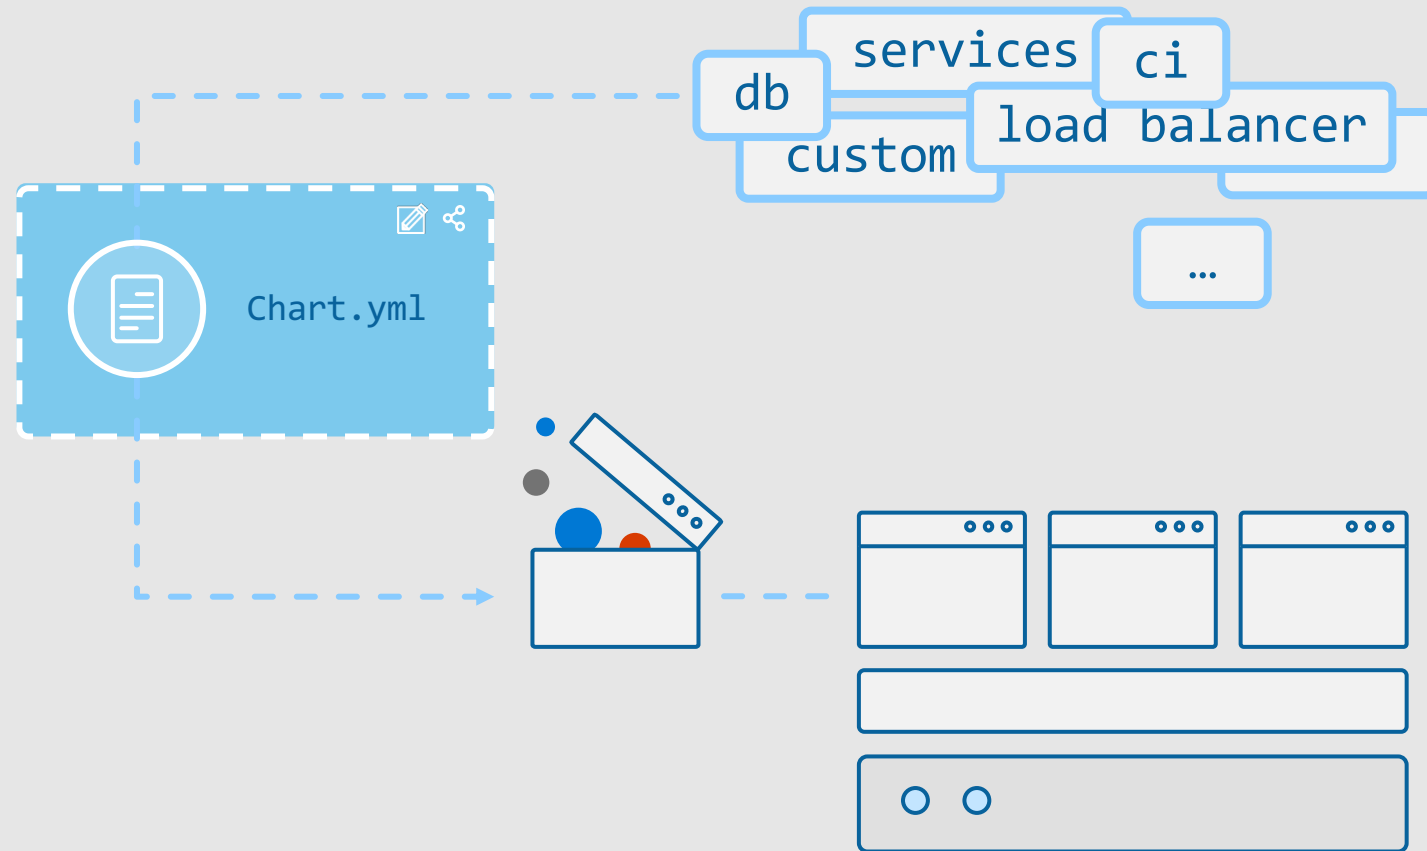 services
ci
db
load balancer
custom
...
Chart.yml